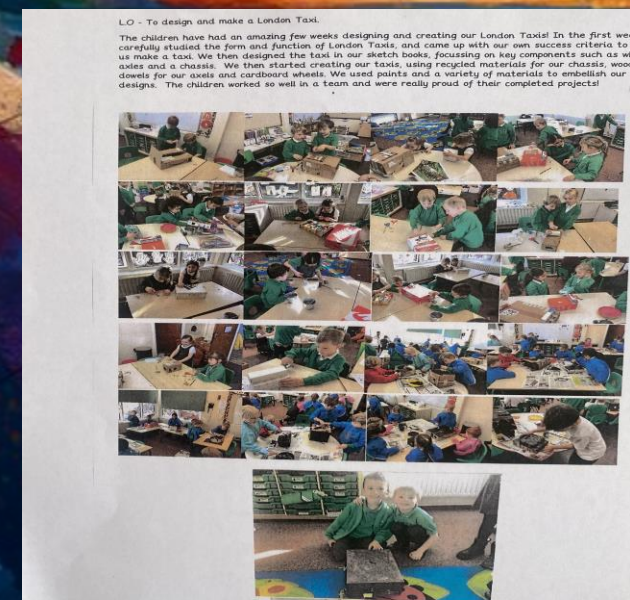 L.O - To design and make a London Taxi.
The children have had an amazing few weeks designing and creating our London Taxis! In the first
carefully studied the form and function of London Taxis, and came up with our own success criteria to
us make a taxi. We then designed the taxi in our sketch books, focussing on key components such as
axles and a chassis. We then started creating our taxis, using recycled materials for our chassis,
dowels for our axels and cardboard wheels. We used paints and a variety of materials to embellish our
designs. The children worked so well in a team and were really proud of their completed projects!